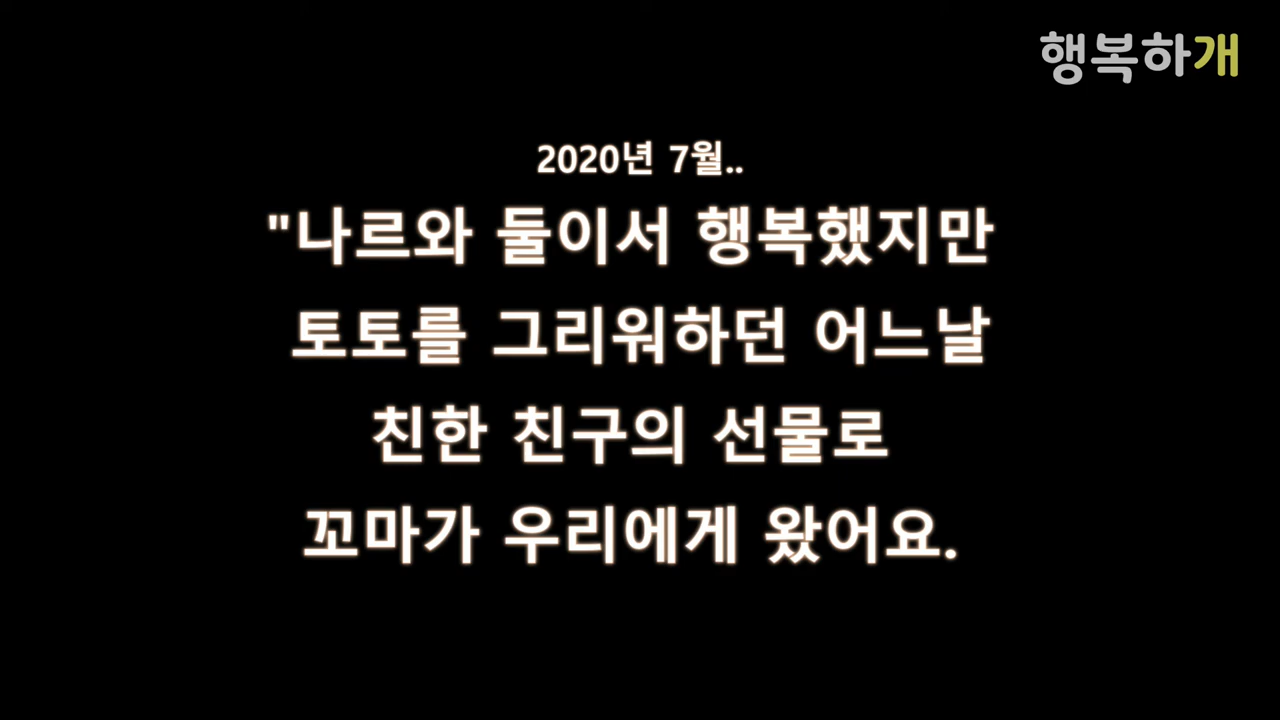 행복하개
2020년 7월..
"나르와 둘이서 행복했지만
토토를 그리워하던 어느날
친한 친구의 선물로
꼬마가 우리에게 왔어요.